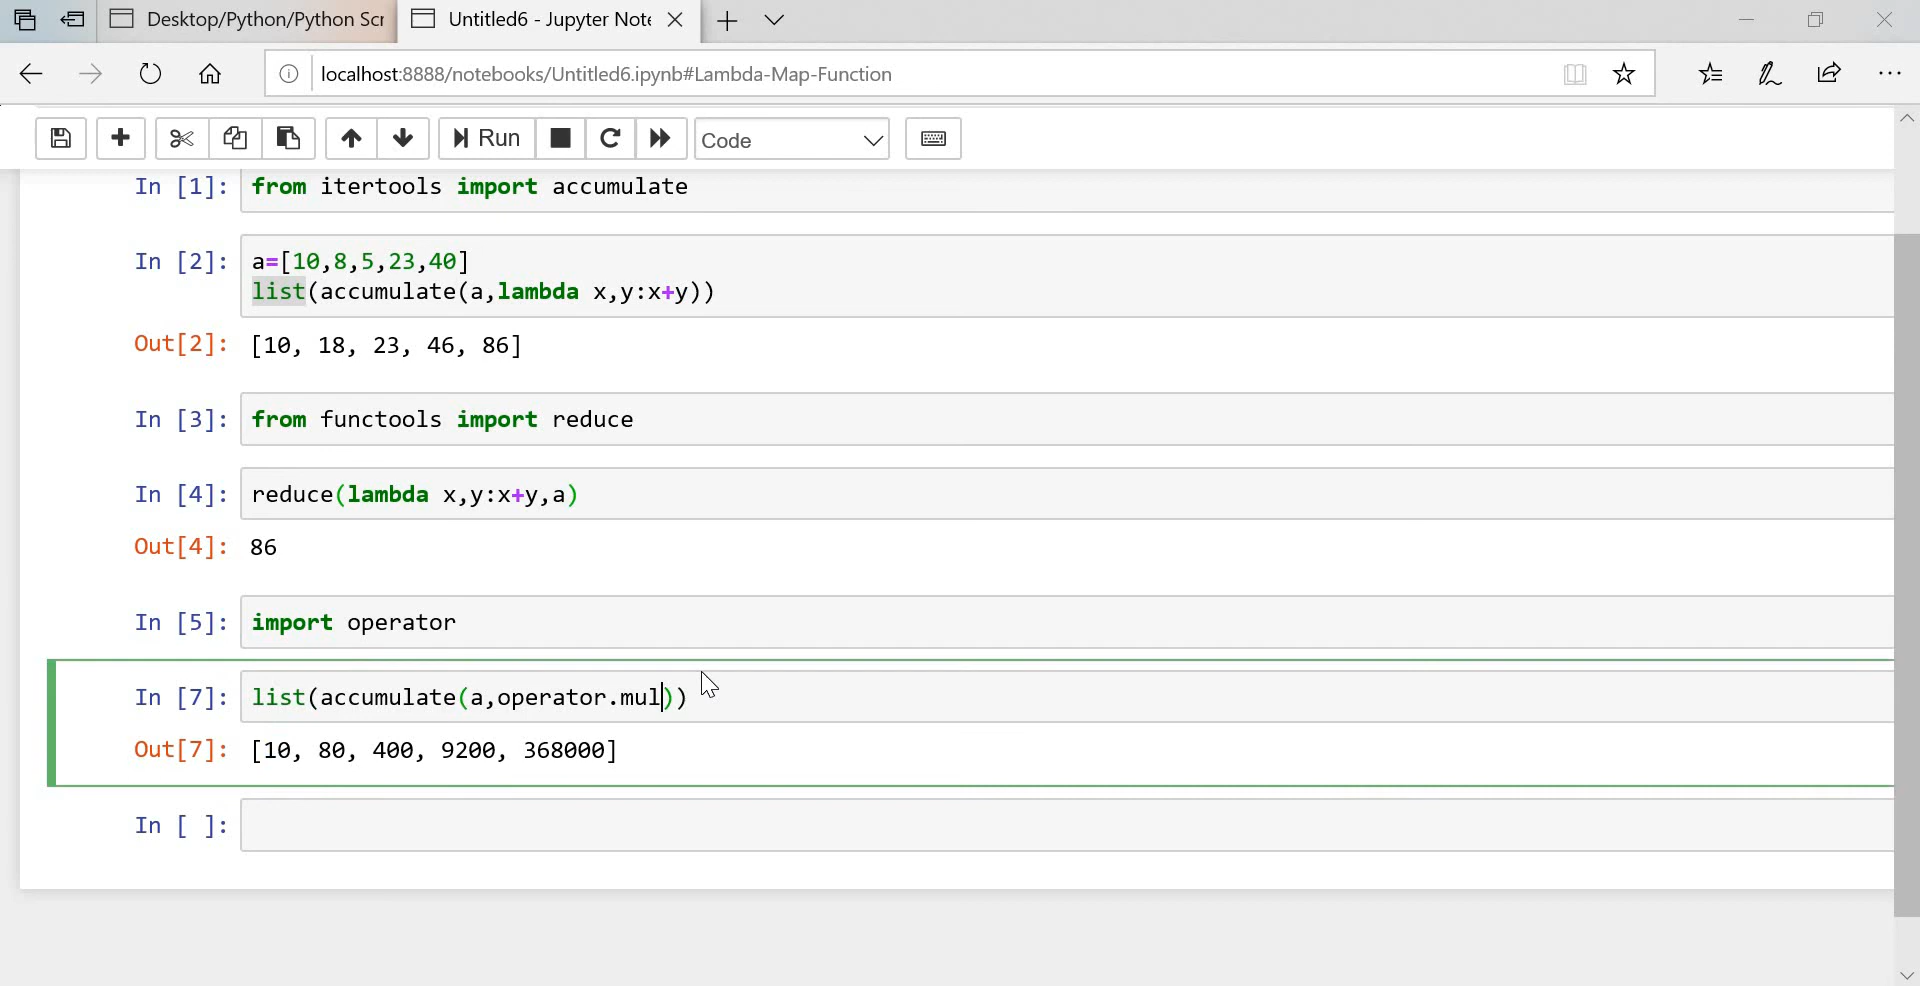 Desktop/Python/Python Scr
Untitled6 - Jupyter Note
localhost:8888/notebooks/Untitled6.ipynb#Lambda-Map-Function
Run
Code
In [1]: from itertools import accumulate
In [2]: a=[10,8,5,23,40]
list(accumulate(a,lambda x,y:x+y))
Out[2]: [10, 18, 23, 46, 86]
In [3]: from functools import reduce
In [4]: reduce(lambda x,y:x+y,a)
Out[4]: 86
In [5]: import operator
In [7]: list(accumulate(a,operator.mul))
Out[7]: [10, 80, 400, 9200, 368000]
In [ ]: